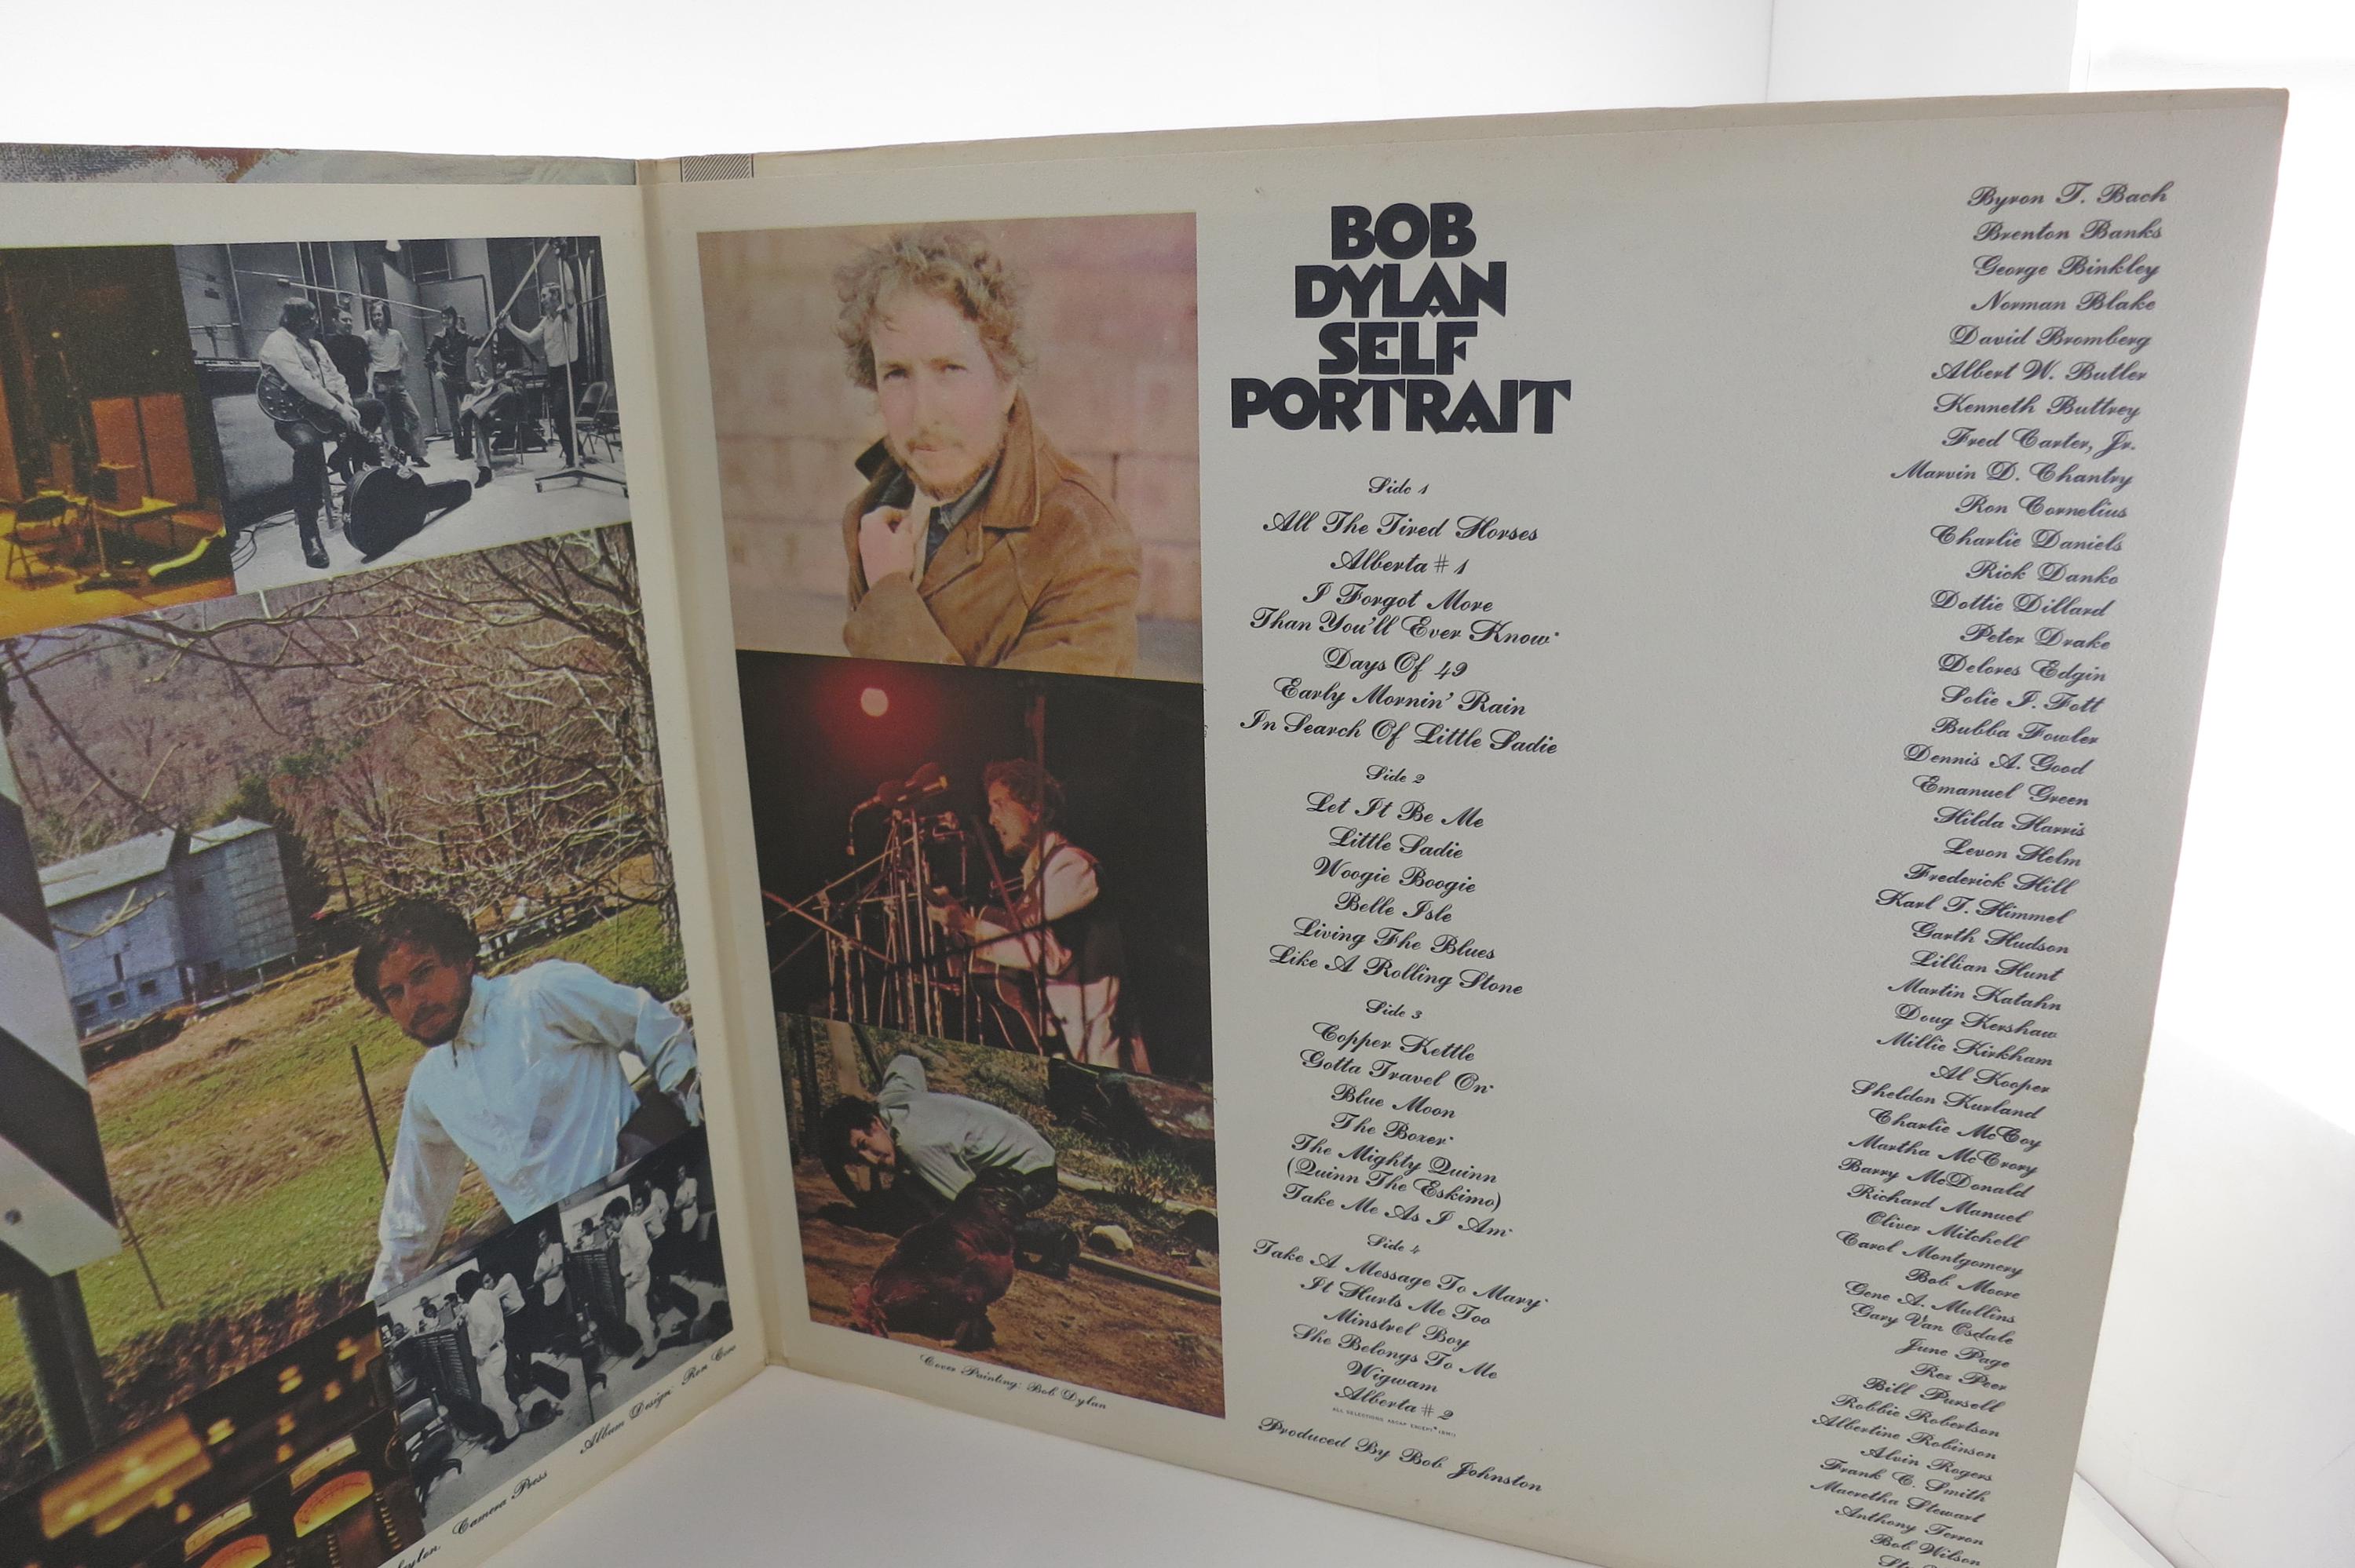 BOB
DYLAN
SELF
PORTRAIT
Side 1
All The Tired Horses
Alberta #1
I Forgot More
Than You'll Ever Know*
Days Of 49
Early Mornin' Rain
In Search Of Little Sadie
Side 2
Let It Be Me
Little Sadie
Woogie Boogie
Belle Isle
Living The Blues
Like A Rolling Stone
Side 3
Copper Kettle
Gotta Travel On*
Blue Moon
The Boxer*
The Mighty Quinn
(Quinn The Eskimo)
Take Me As I Am*
Side 4
Take A Message To Mary*
It Hurts Me Too
Minstrel Boy
She Belongs To Me
Wigwam
Alberta #2
ALL SELECTIONS ASCAP EXCEPT*
Produced By Bob Johnston
Byron T. Bach
Brenton Banks
George Binkley
Norman Blake
David Bromberg
Albert W. Butler
Kenneth Buttrey
Fred Carter, Jr.
Marvin D. Chantry
Ron Cornelius
Charlie Daniels
Rick Danko
Dottie Dillard
Peter Drake
Delores Edgin
Solie I. Fott
Bubba Fowler
Dennis A. Good
Emanuel Green
Hilda Harris
Levon Helm
Frederick Hill
Karl T. Himmel
Garth Hudson
Lillian Hunt
Martin Katahn
Doug Kershaw
Millie Kirkham
Al Kooper
Sheldon Kurland
Charlie McCoy
Martha McCrory
Barry McDonald
Richard Manuel
Oliver Mitchell
Carol Montgomery
Bob Moore
Gene A. Mullins
Gary Van Osdale
June Page
Rex Peer
Bill Pursell
Robbie Robertson
Albertine Robinson
Alvin Rogers
Frank C. Smith
Maeretha Stewart
Anthony Terran
Bob Wilson
Cover Painting: Bob Dylan
Camera Press
Album Design: Ron Coro